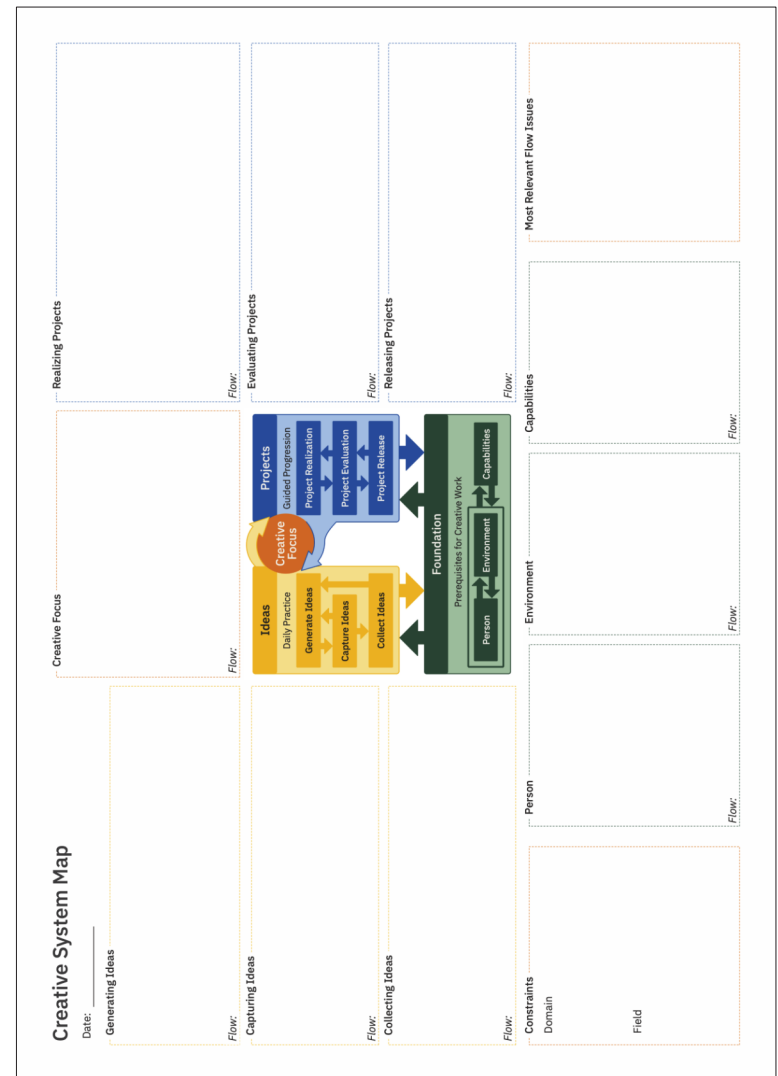 Creative System Map
Date:
Generating Ideas
Flow:
Capturing Ideas
Flow:
Collecting Ideas
Flow:
Creative Focus
Flow:
Ideas
Daily Practice
Generate Ideas
Capture Ideas
Collect Ideas
Creative
Focus
Projects
Guided Progression
Project Realization
Project Evaluation
Project Release
Foundation
Prerequisites for Creative Work
Person
Environment
Capabilities
Realizing Projects
Flow:
Evaluating Projects
Flow:
Releasing Projects
Flow:
Constraints
Domain
Field
Person
Flow:
Environment
Flow:
Capabilities
Flow:
Most Relevant Flow Issues